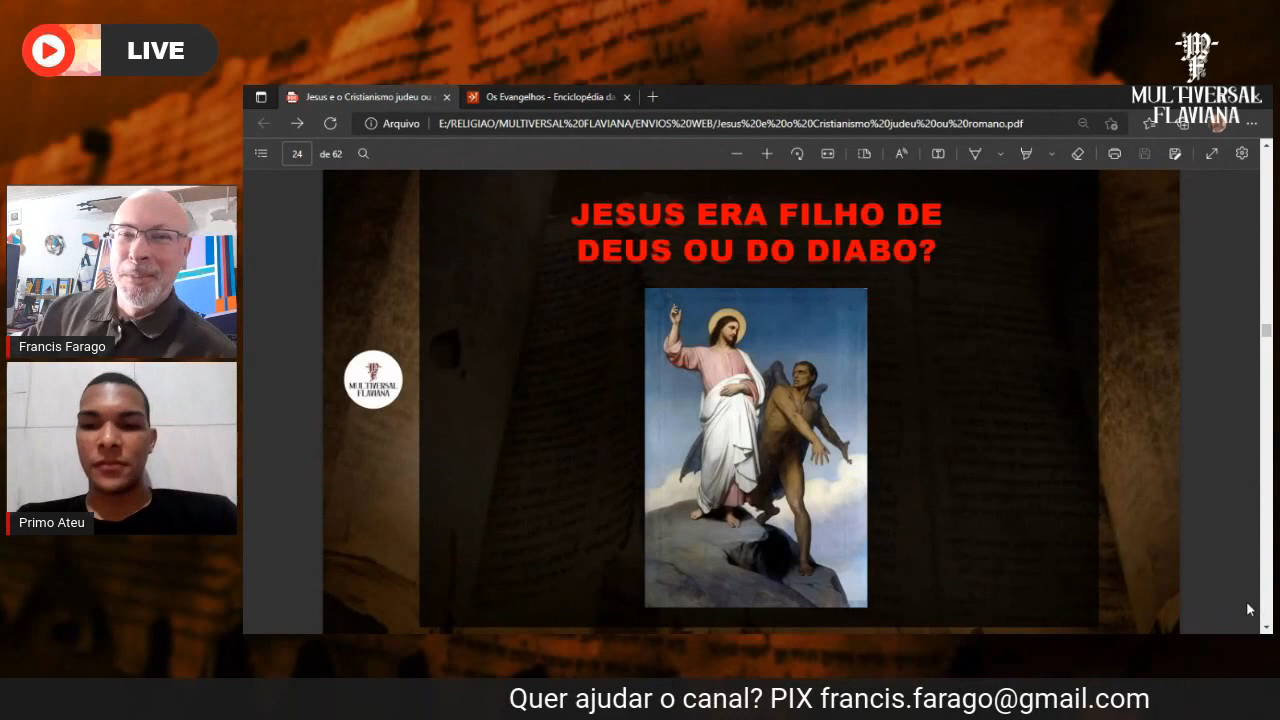 LIVE
MULTIVERSAL
FLAVIANA
Jesus e o Cristianismo judeu ou
Os Evangelhos - Enciclopédia da
Arquivo
E:/RELIGIAO/MULTIVERSAL%20FLAVIANA/ENVIOS%20WEB/Jesus%20e%20o%20Cristianismo%20judeu%20ou%20romano.pdf
24 de 62
JESUS ERA FILHO DE
DEUS OU DO DIABO?
MULTIVERSAL
FLAVIANA
Francis Farago
Primo Ateu
Quer ajudar o canal? PIX francis.farago@gmail.com